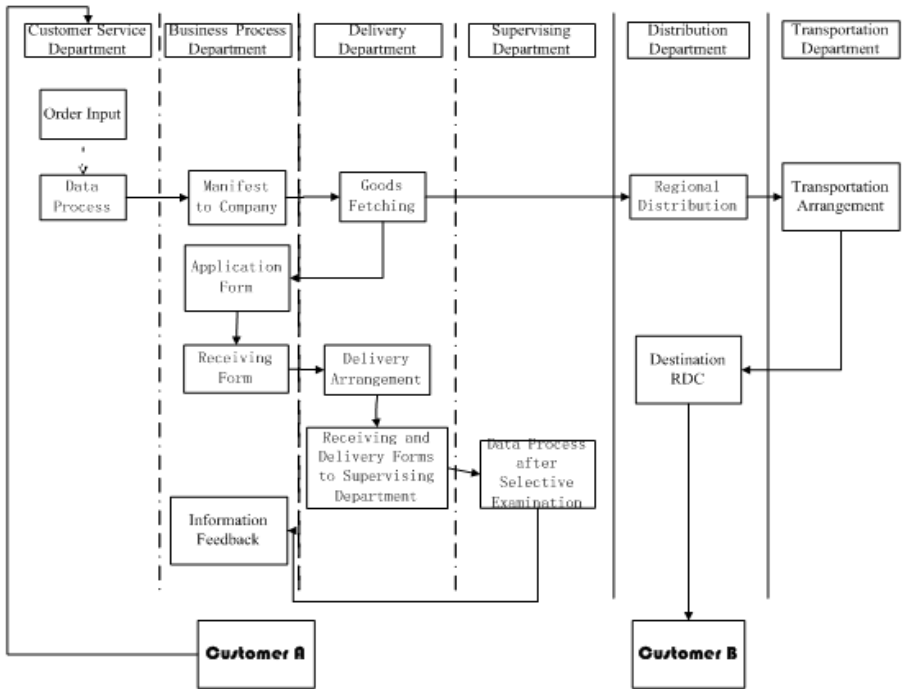 Customer Service
Department
Business Process
Department
Delivery
Department
Supervising
Department
Distribution
Department
Transportation
Department
Order Input
Data
Process
Manifest
to Company
Goods
Fetching
Regional
Distribution
Transportation
Arrangement
Application
Form
Receiving
Form
Delivery
Arrangement
Destination
RDC
Receiving and
Delivery Forms
to Supervising
Department
Data Process
after
Selective
Examination
Information
Feedback
Customer A
Customer B